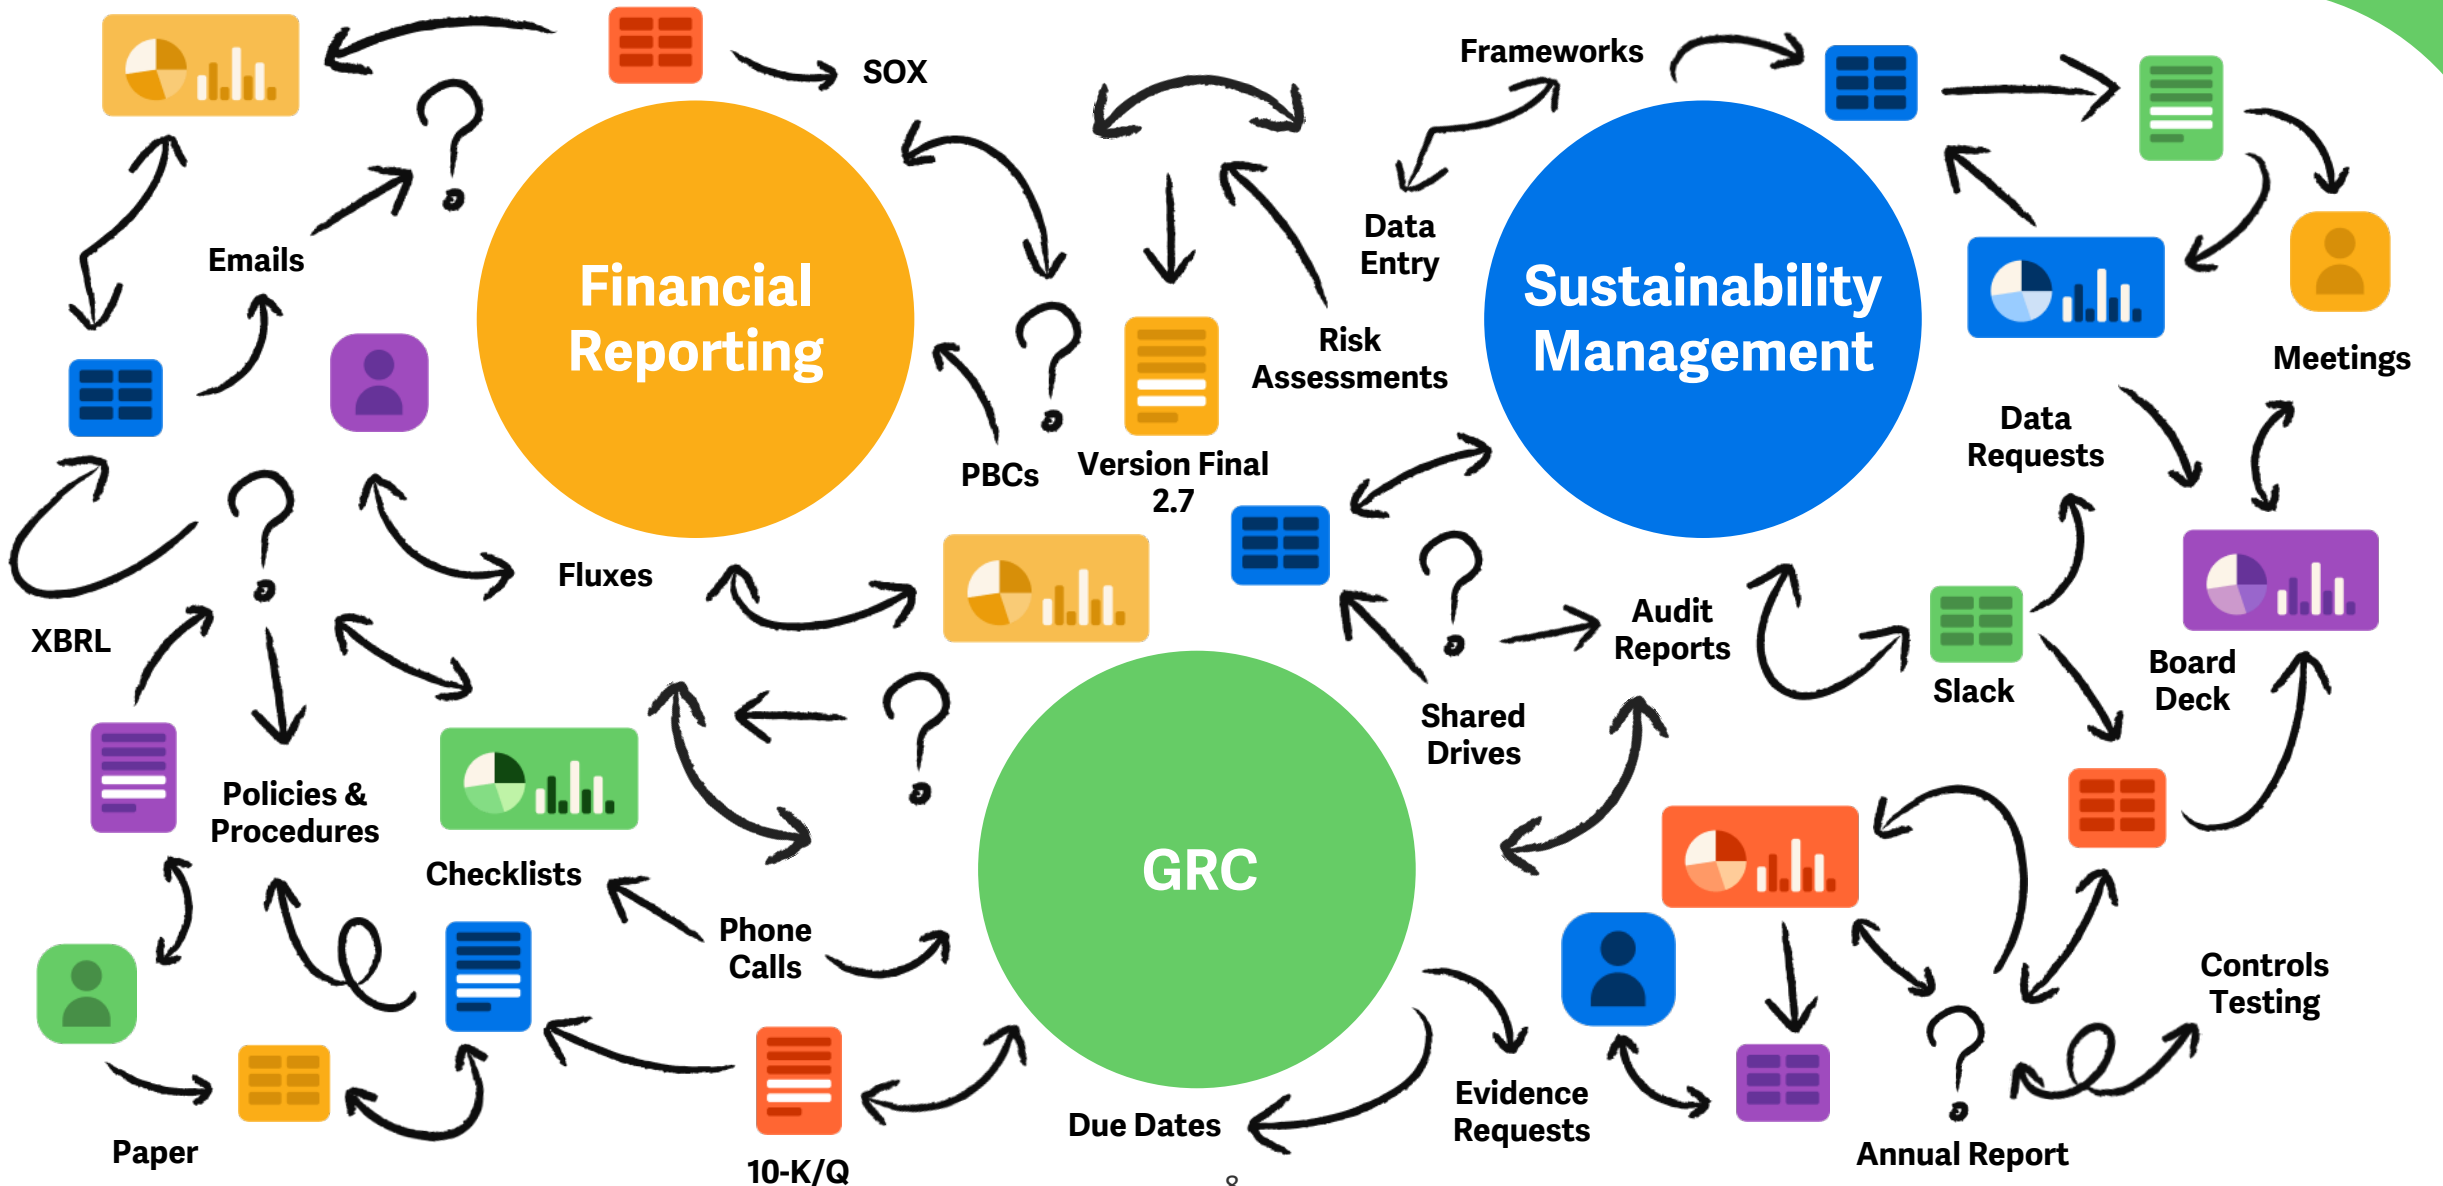 SOX
Frameworks
Data
Entry
Emails
Financial
Reporting
Sustainability
Management
Risk
Assessments
Meetings
Data
Requests
PBCs
Version Final
2.7
Fluxes
XBRL
Audit
Reports
Slack
Board
Deck
Shared
Drives
Policies &
Procedures
Checklists
GRC
Phone
Calls
Controls
Testing
Evidence
Requests
Due Dates
Paper
10-K/Q
Annual Report
8